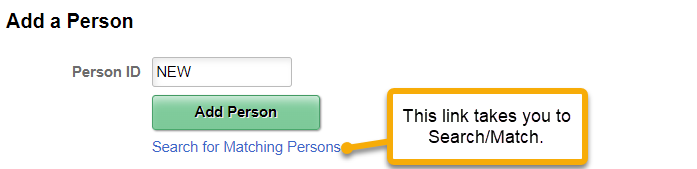 Add a Person
Person ID NEW
Add Person
Search for Matching Persons
This link takes you to
Search/Match.